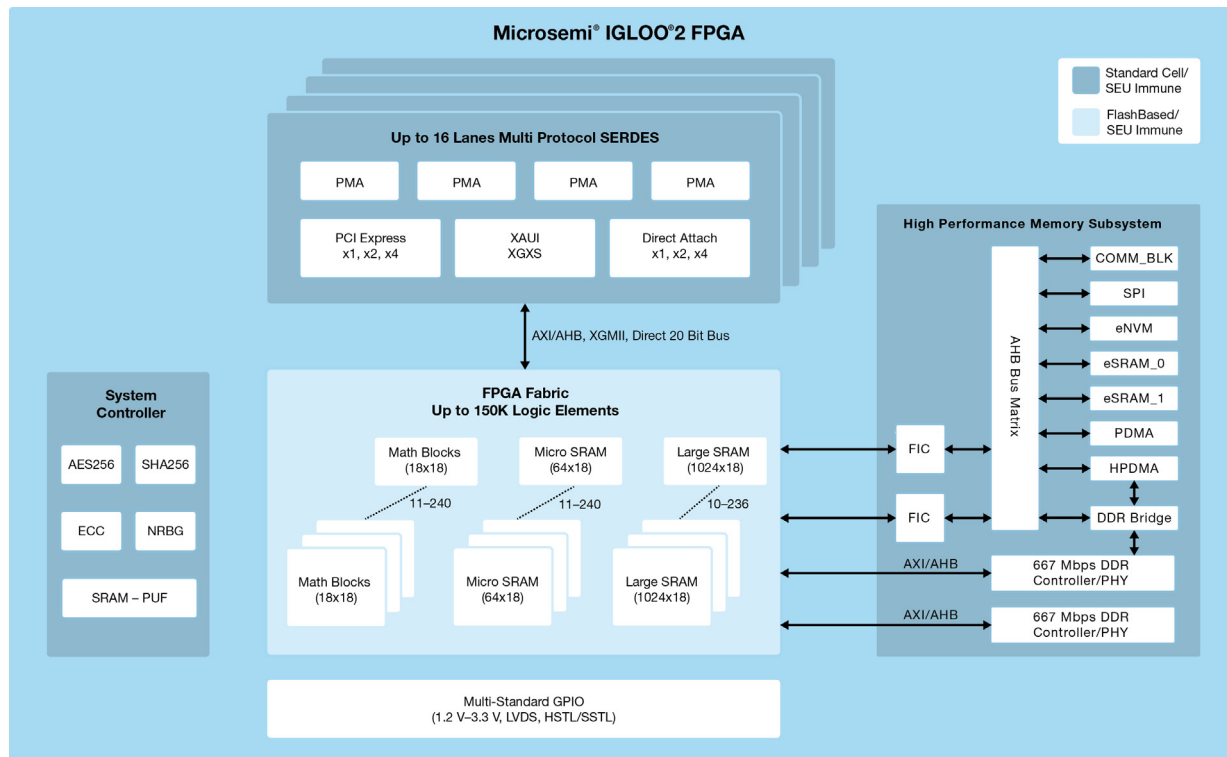 Microsemi® IGLOO®2 FPGA
Standard Cell/
SEU Immune
FlashBased/
SEU Immune
Up to 16 Lanes Multi Protocol SERDES
PMA
PMA
PMA
PMA
PCI Express
x1, x2, x4
XAUI
XGXS
Direct Attach
x1, x2, x4
AXI/AHB, XGMII, Direct 20 Bit Bus
System
Controller
AES256
SHA256
ECC
NRBG
SRAM – PUF
FPGA Fabric
Up to 150K Logic Elements
Math Blocks
(18x18)
Micro SRAM
(64x18)
Large SRAM
(1024x18)
11–240
11–240
10–236
Math Blocks
(18x18)
Micro SRAM
(64x18)
Large SRAM
(1024x18)
Multi-Standard GPIO
(1.2 V–3.3 V, LVDS, HSTL/SSTL)
High Performance Memory Subsystem
AHB Bus Matrix
COMM_BLK
SPI
eNVM
eSRAM_0
eSRAM_1
PDMA
HPDMA
DDR Bridge
FIC
FIC
AXI/AHB
667 Mbps DDR
Controller/PHY
AXI/AHB
667 Mbps DDR
Controller/PHY